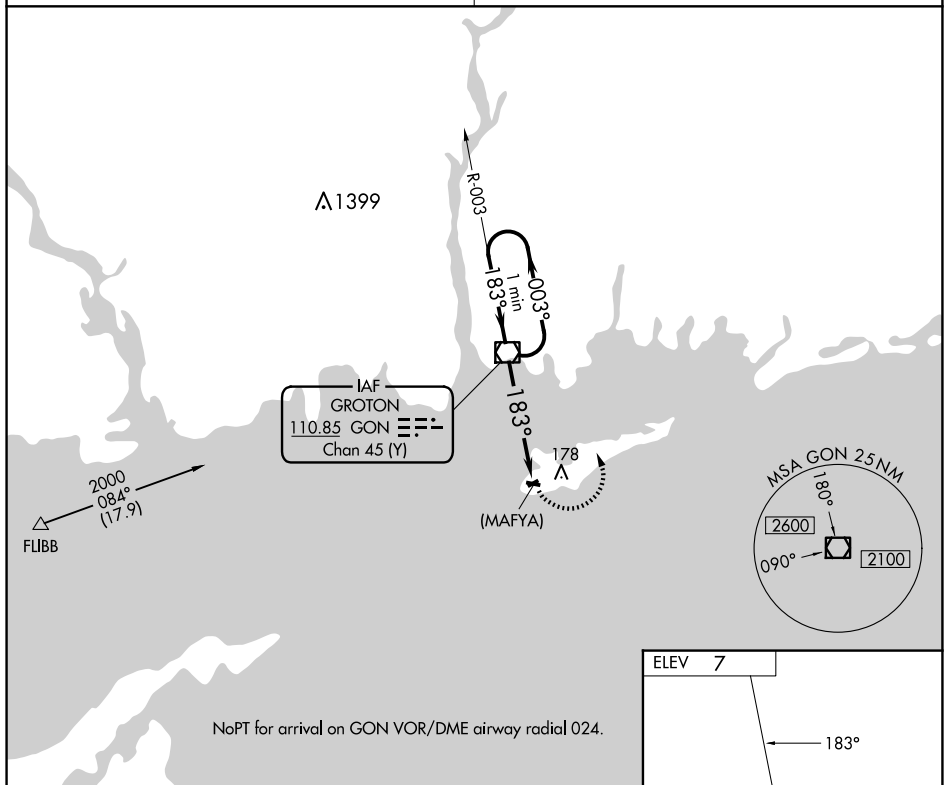 1399
R-003
183°
1 min
003°
IAF
GROTON
110.85 GON
Chan 45 (Y)
183°
178
(MAFYA)
2000
084°
(17.9)
FLIBB
MSA GON 25 NM
180°
2600
090°
2100
NoPT for arrival on GON VOR/DME airway radial 024.
ELEV 7
183°